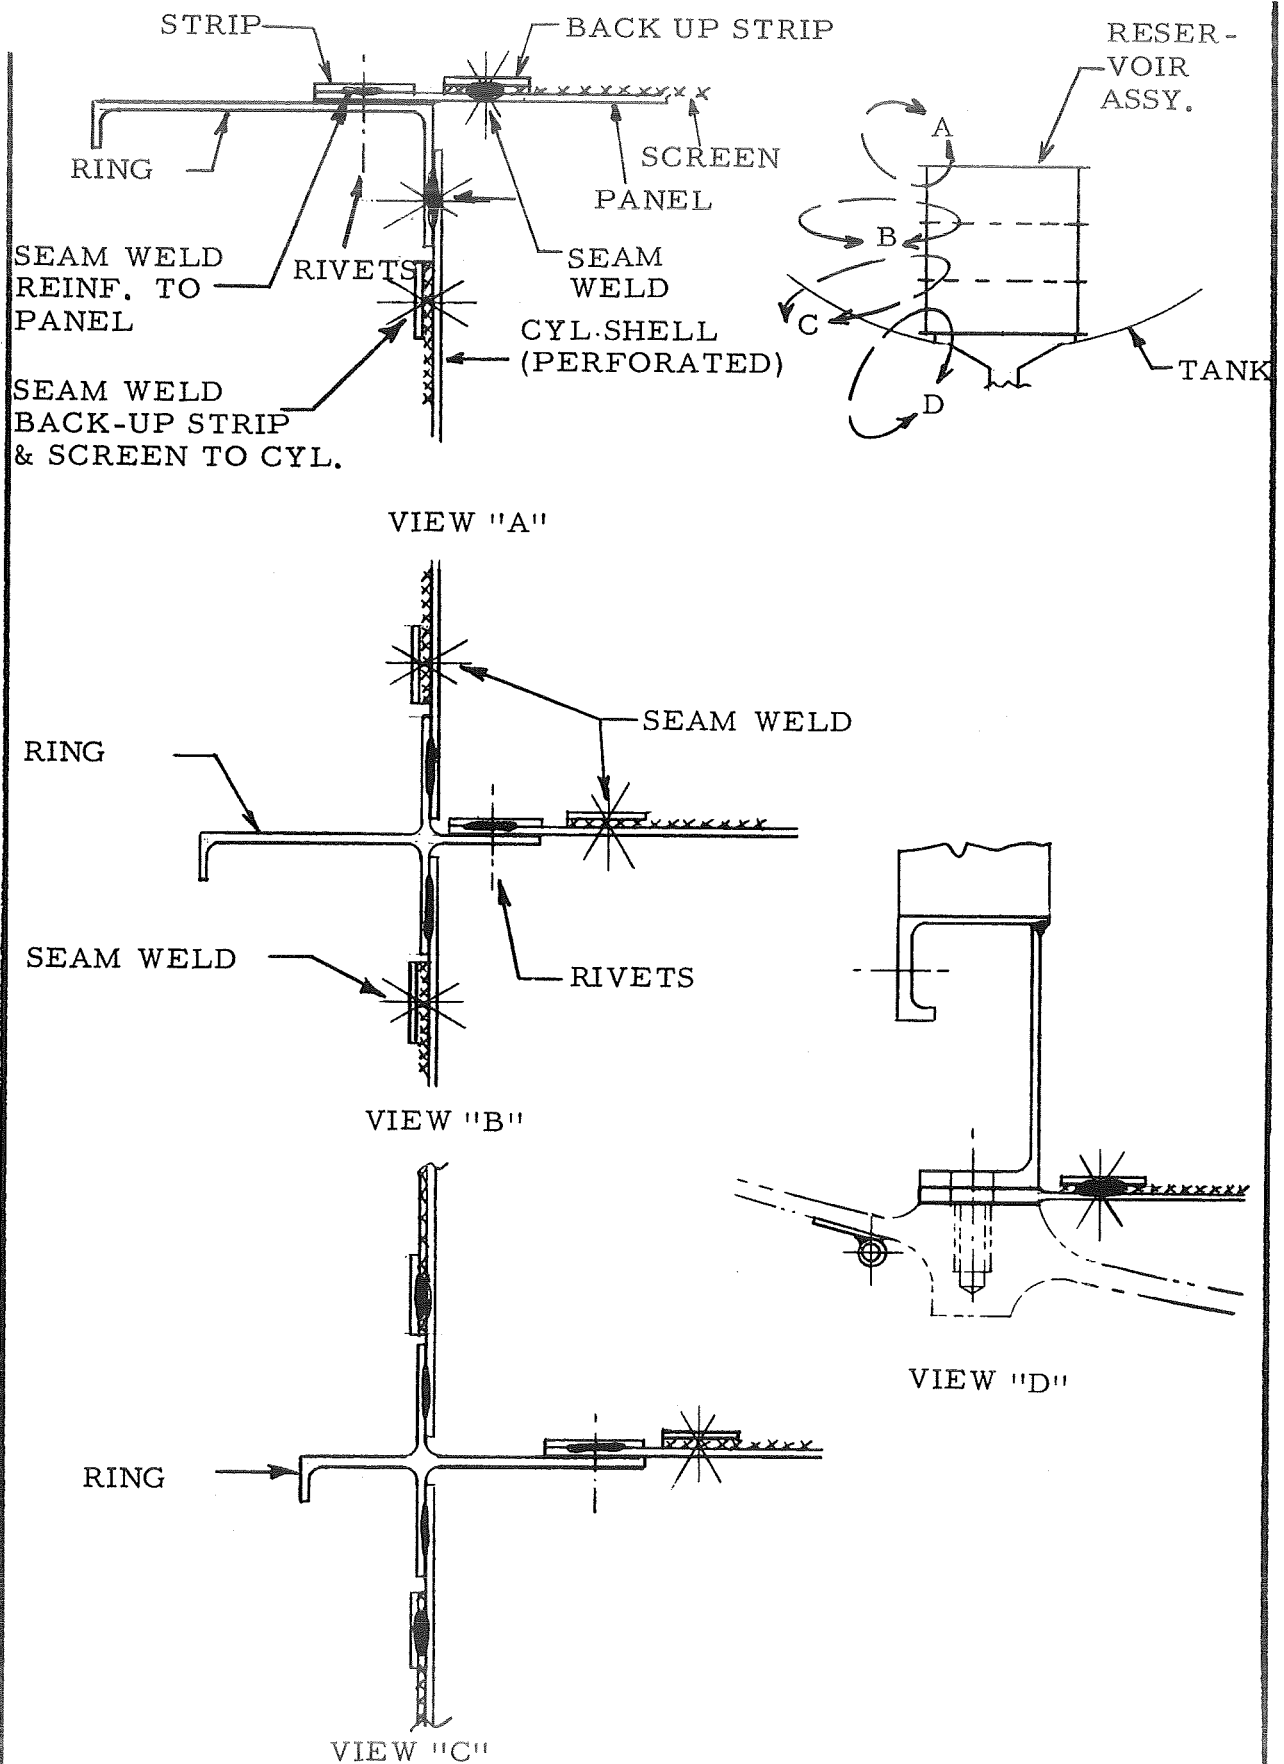 STRIP
BACK UP STRIP
RESER-
VOIR
ASSY.
A
RING
SCREEN
PANEL
B
SEAM WELD
REINF. TO
PANEL
RIVETS
SEAM
WELD
C
CYL.SHELL
(PERFORATED)
TANK
SEAM WELD
BACK-UP STRIP
& SCREEN TO CYL.
D
VIEW "A"
SEAM WELD
RING
SEAM WELD
RIVETS
VIEW "B"
VIEW "D"
RING
VIEW "C"